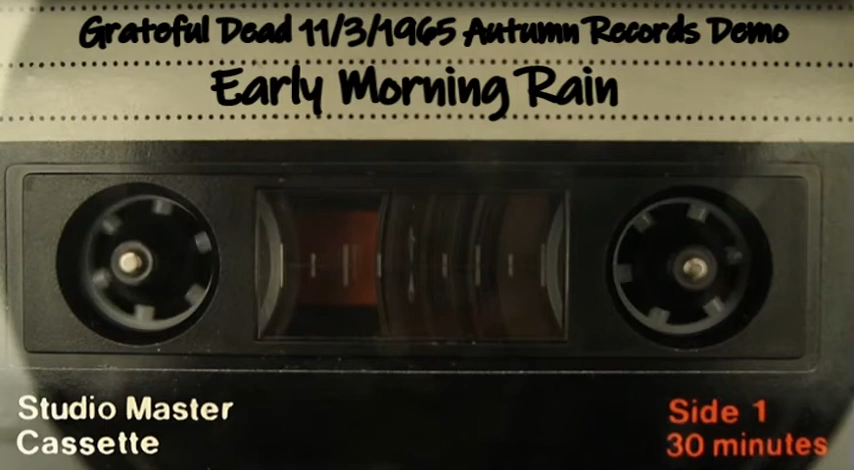 Grateful Dead 11/3/1965 Autumn Records Demo
Early Morning Rain
Studio Master
Cassette
Side 1
30 minutes